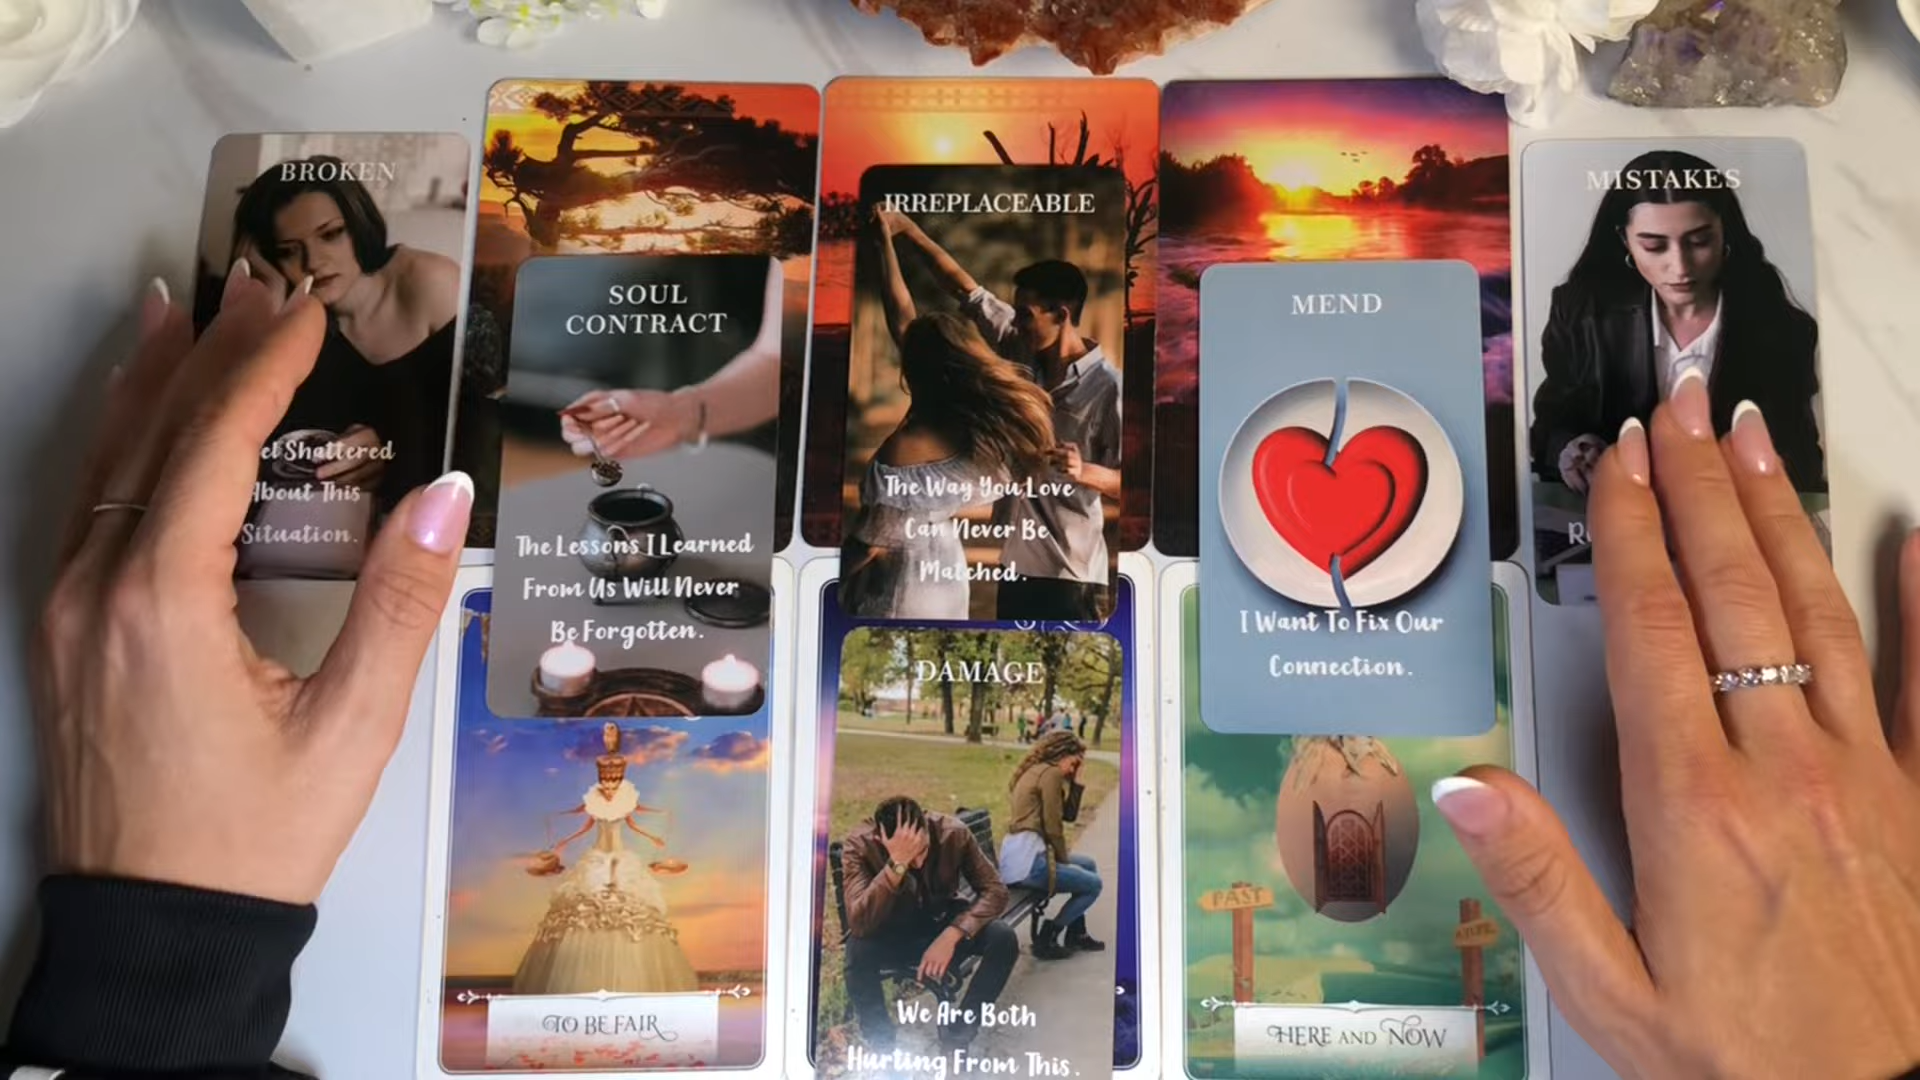 BROKEN
Shattered
About This
Situation.
SOUL
CONTRACT
The Lessons I Learned
From Us Will Never
Be Forgotten.
IRREPLACEABLE
The Way You Love
Can Never Be
Matched.
MEND
I Want To Fix Our
Connection.
MISTAKES
DAMAGE
We Are Both
Hurting From This.
TO BE FAIR
PAST
HERE AND NOW